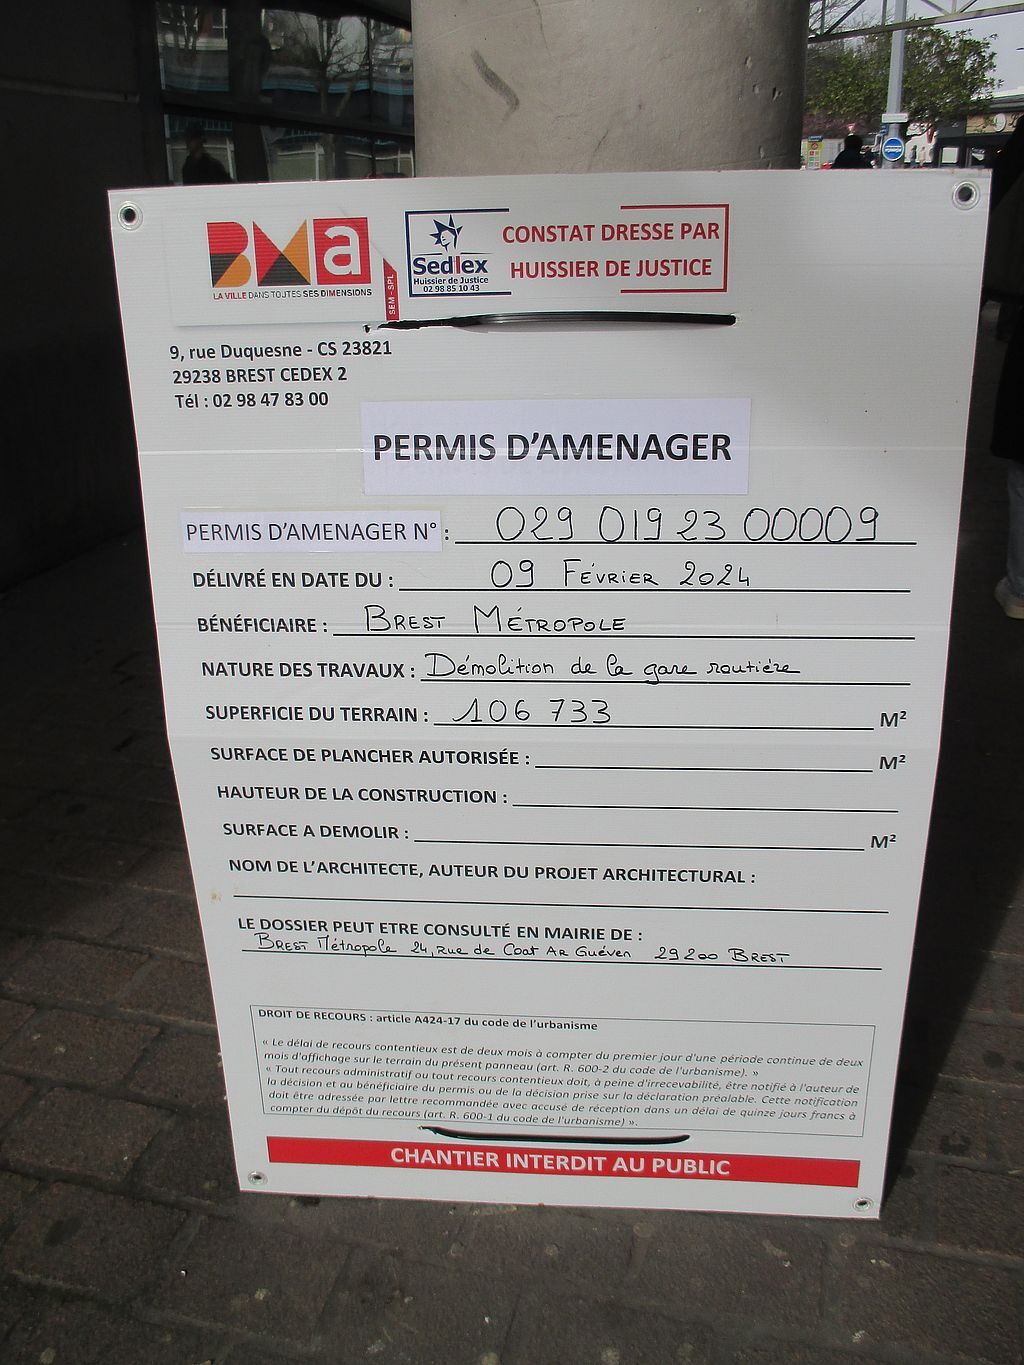 BMa
LA VILLE DANS TOUTES SES DIMENSIONS
SEM - SPL
Sedlex
Huissier de Justice
02 98 85 10 43
CONSTAT DRESSE PAR
HUISSIER DE JUSTICE
9, rue Duquesne - CS 23821
29238 BREST CEDEX 2
Tél : 02 98 47 83 00
PERMIS D'AMENAGER
PERMIS D'AMENAGER N° : 029 019 23 00009
DÉLIVRÉ EN DATE DU : 09 FÉVRIER 2024
BÉNÉFICIAIRE : BREST MÉTROPOLE
NATURE DES TRAVAUX : Démolition de la gare routière
SUPERFICIE DU TERRAIN : 106 733 M²
SURFACE DE PLANCHER AUTORISÉE : M²
HAUTEUR DE LA CONSTRUCTION :
SURFACE A DEMOLIR : M²
NOM DE L'ARCHITECTE, AUTEUR DU PROJET ARCHITECTURAL :
LE DOSSIER PEUT ETRE CONSULTÉ EN MAIRIE DE :
BREST Métropole 24, rue de Coat Ar Guéven 29200 BREST
DROIT DE RECOURS : article A424-17 du code de l'urbanisme
« Le délai de recours contentieux est de deux mois à compter du premier jour d'une période continue de deux
mois d'affichage sur le terrain du présent panneau (art. R. 600-2 du code de l'urbanisme). »
« Tout recours administratif ou tout recours contentieux doit, à peine d'irrecevabilité, être notifié à l'auteur de
la décision et au bénéficiaire du permis ou de la décision prise sur la déclaration préalable. Cette notification
doit être adressée par lettre recommandée avec accusé de réception dans un délai de quinze jours francs à
compter du dépôt du recours (art. R. 600-1 du code de l'urbanisme) ».
CHANTIER INTERDIT AU PUBLIC